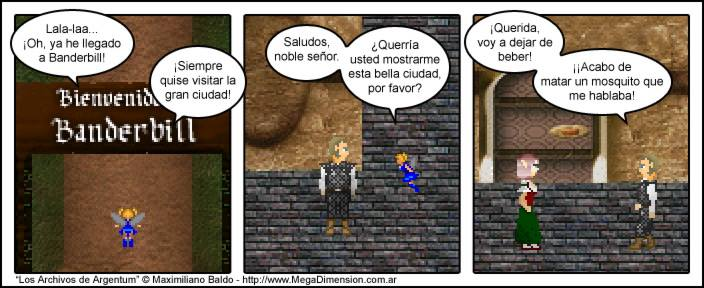 Lala-laa...
¡Oh, ya he llegado
a Banderbill!
¡Siempre
quise visitar la
gran ciudad!
Bienvenido
Banderbill
Saludos,
noble señor.
¿Querría
usted mostrarme
esta bella ciudad,
por favor?
¡Querida,
voy a dejar de
beber!
¡¡Acabo de
matar un mosquito que
me hablaba!
"Los Archivos de Argentum" © Maximiliano Baldo - http://www.MegaDimension.com.ar